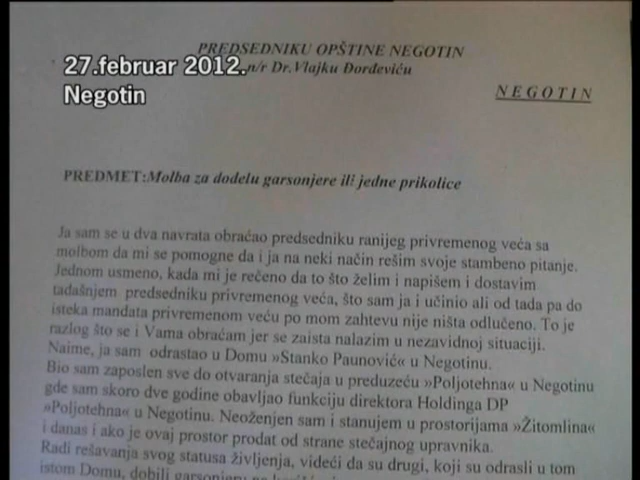 PREDSEDNIKU OPŠTINE NEGOTIN
27.februar 2012.
n/r Dr.Vlajku Đorđeviću
Negotin
NEGOTIN
PREDMET:Molba za dodelu garsonjere ili jedne prikolice
Ja sam se u dva navrata obraćao predsedniku ranijeg privremenog veća sa
molbom da mi se pomogne da i ja na neki način rešim svoje stambeno pitanje.
Jednom usmeno, kada mi je rečeno da to što želim i napišem i dostavim
tadašnjem predsedniku privremenog veća, što sam ja i učinio ali od tada pa do
isteka mandata privremenom veću po mom zahtevu nije ništa odlučeno. To je
razlog što se i Vama obraćam jer se zaista nalazim u nezavidnoj situaciji.
Naime, ja sam odrastao u Domu »Stanko Paunović« u Negotinu.
Bio sam zaposlen sve do otvaranja stečaja u preduzeću »Poljotehna« u Negotinu
gde sam skoro dve godine obavljao funkciju direktora Holdinga DP
»Poljotehna« u Negotinu. Neoženjen sam i stanujem u prostorijama »Žitomlina«
i danas i ako je ovaj prostor prodat od strane stečajnog upravnika.
Radi rešavanja svog statusa življenja, videći da su drugi, koji su odrasli u tom
istom Domu, dobili garsonjeru na